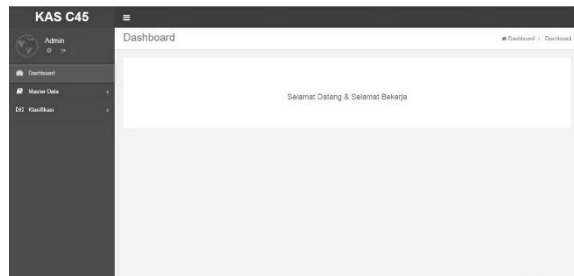 KAS C45
Admin
Dashboard
Master Data
Klasifikasi
Dashboard
Dashboard > Dashboard
Selamat Datang & Selamat Bekerja